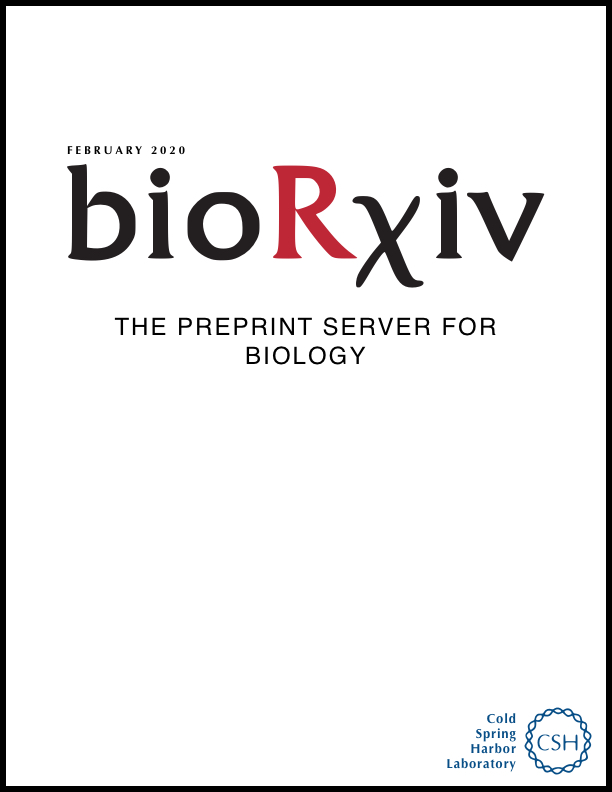 FEBRUARY 2020
bioRχiv
THE PREPRINT SERVER FOR
BIOLOGY
Cold
Spring
Harbor
Laboratory
CSH